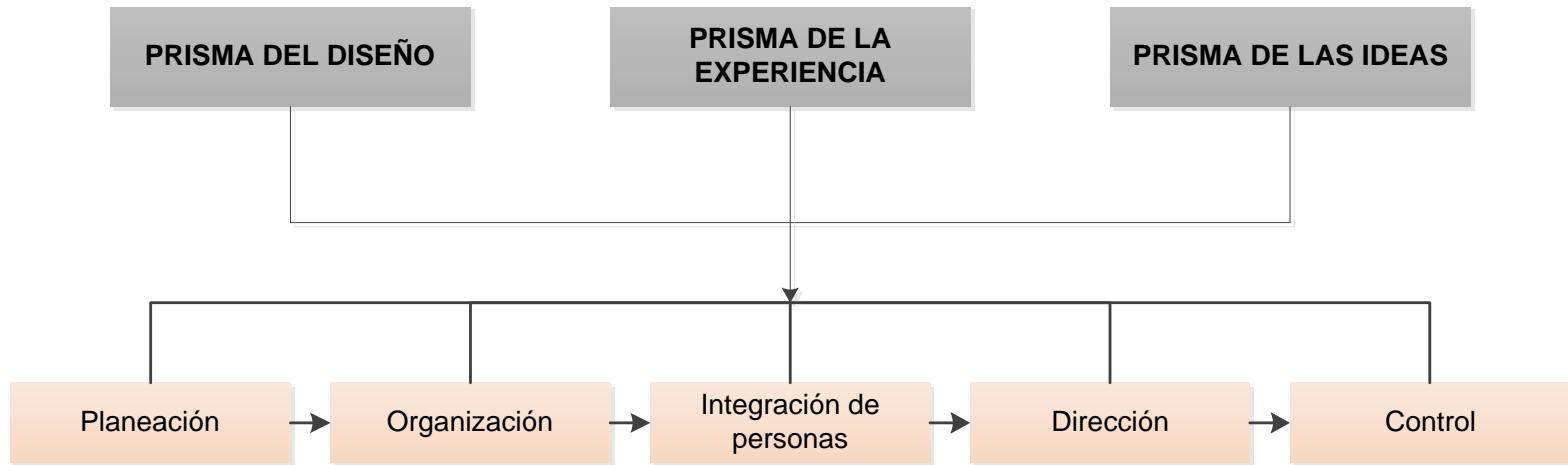 PRISMA DEL DISEÑO
PRISMA DE LA
EXPERIENCIA
PRISMA DE LAS IDEAS
Planeación
Organización
Integración de
personas
Dirección
Control